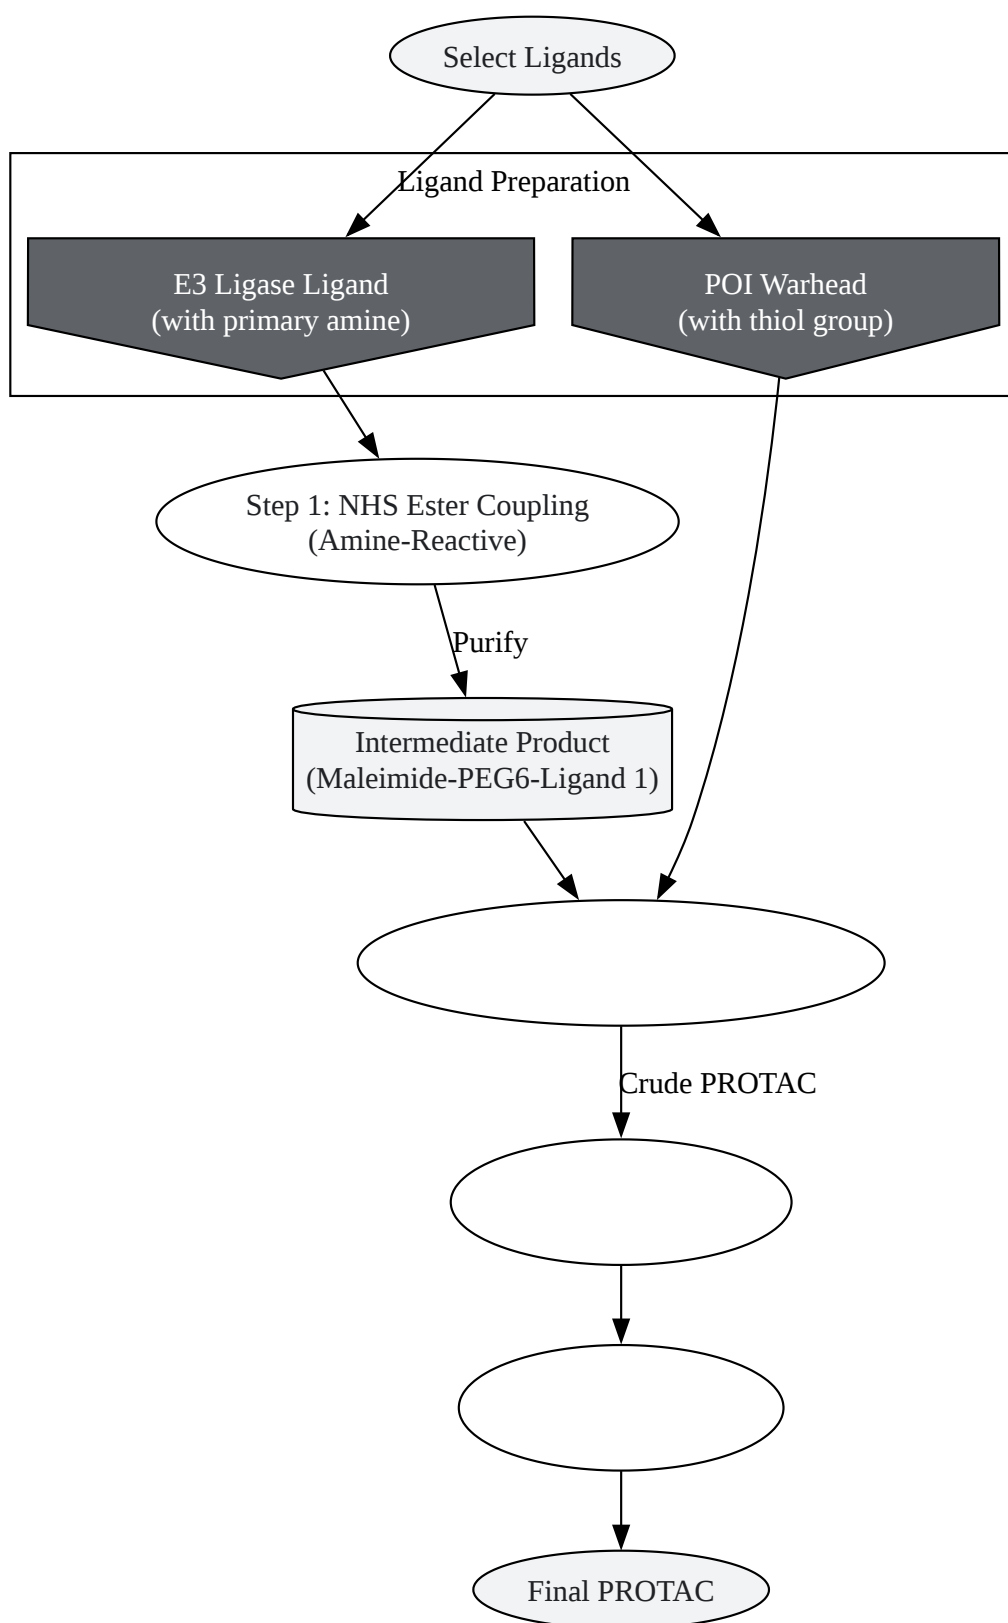 Select Ligands
Ligand Preparation
E3 Ligase Ligand
(with primary amine)
POI Warhead
(with thiol group)
Step 1: NHS Ester Coupling
(Amine-Reactive)
Purify
Intermediate Product
(Maleimide-PEG6-Ligand 1)
Crude PROTAC
Final PROTAC